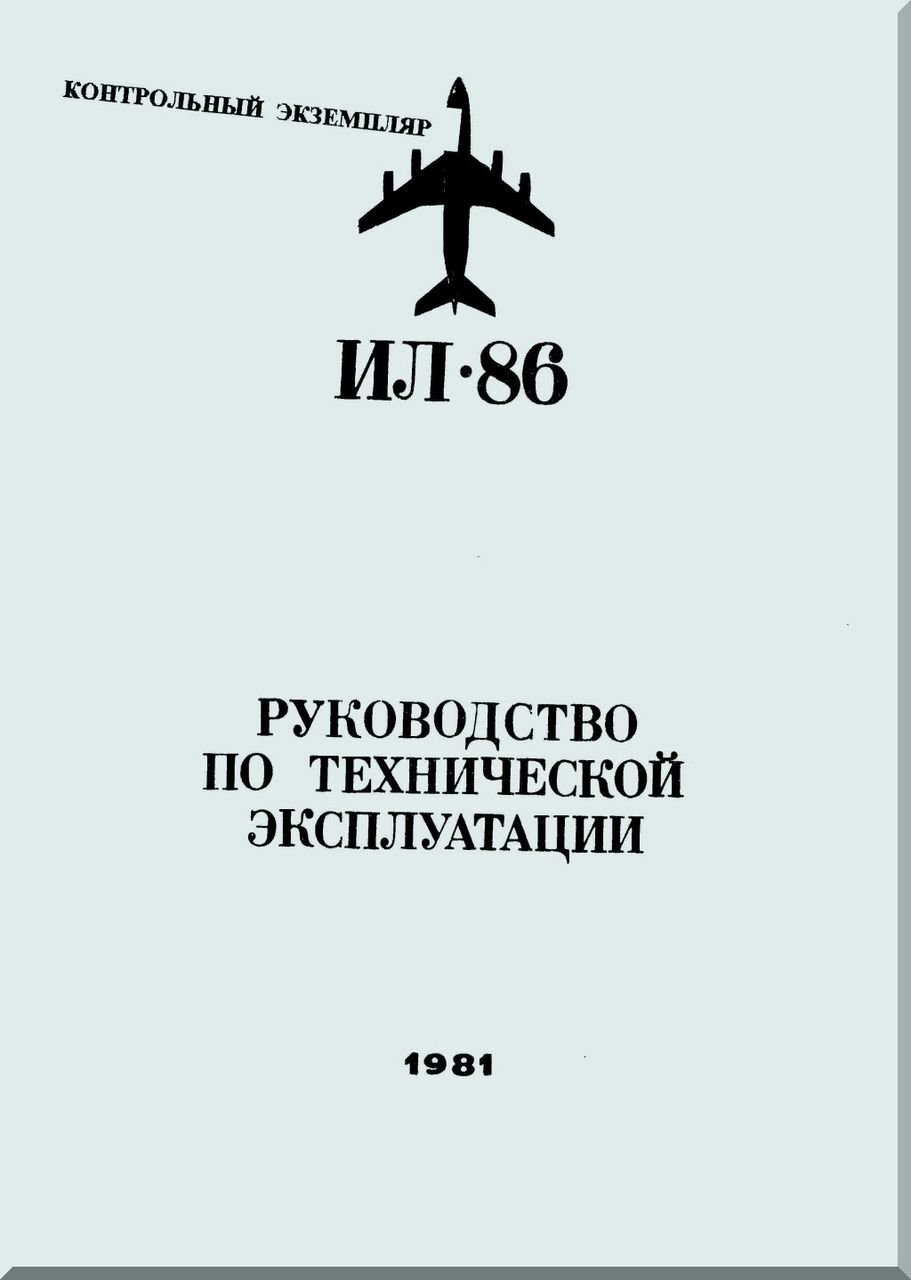 КОНТРОЛЬНЫЙ ЭКЗЕМПЛЯР
ИЛ·86
РУКОВОДСТВО
ПО ТЕХНИЧЕСКОЙ
ЭКСПЛУАТАЦИИ
1981